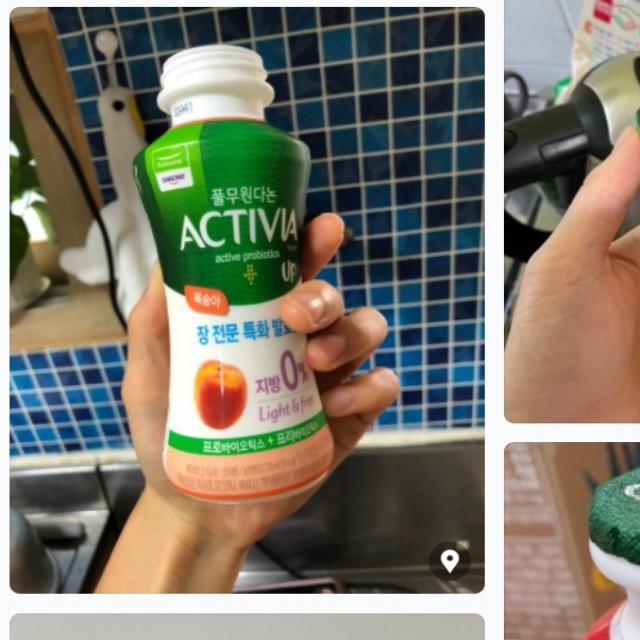 풀무원다논
ACTIVIA
active probiotics
UP
복숭아
장 전문 특화 발효
지방 0%
Light & free
프로바이오틱스 + 프리바이오틱스
DANONE